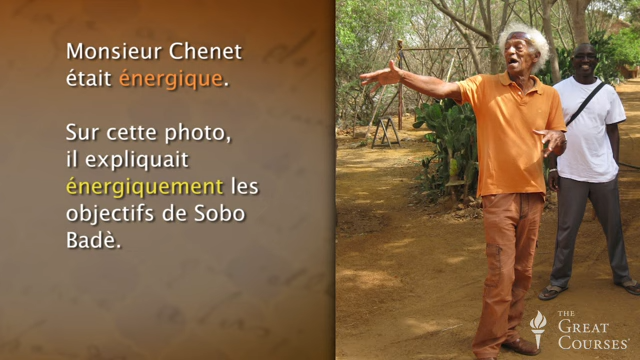 Monsieur Chenet
était énergique.
Sur cette photo,
il expliquait
énergiquement les
objectifs de Sobo
Badè.
THE
GREAT
COURSES